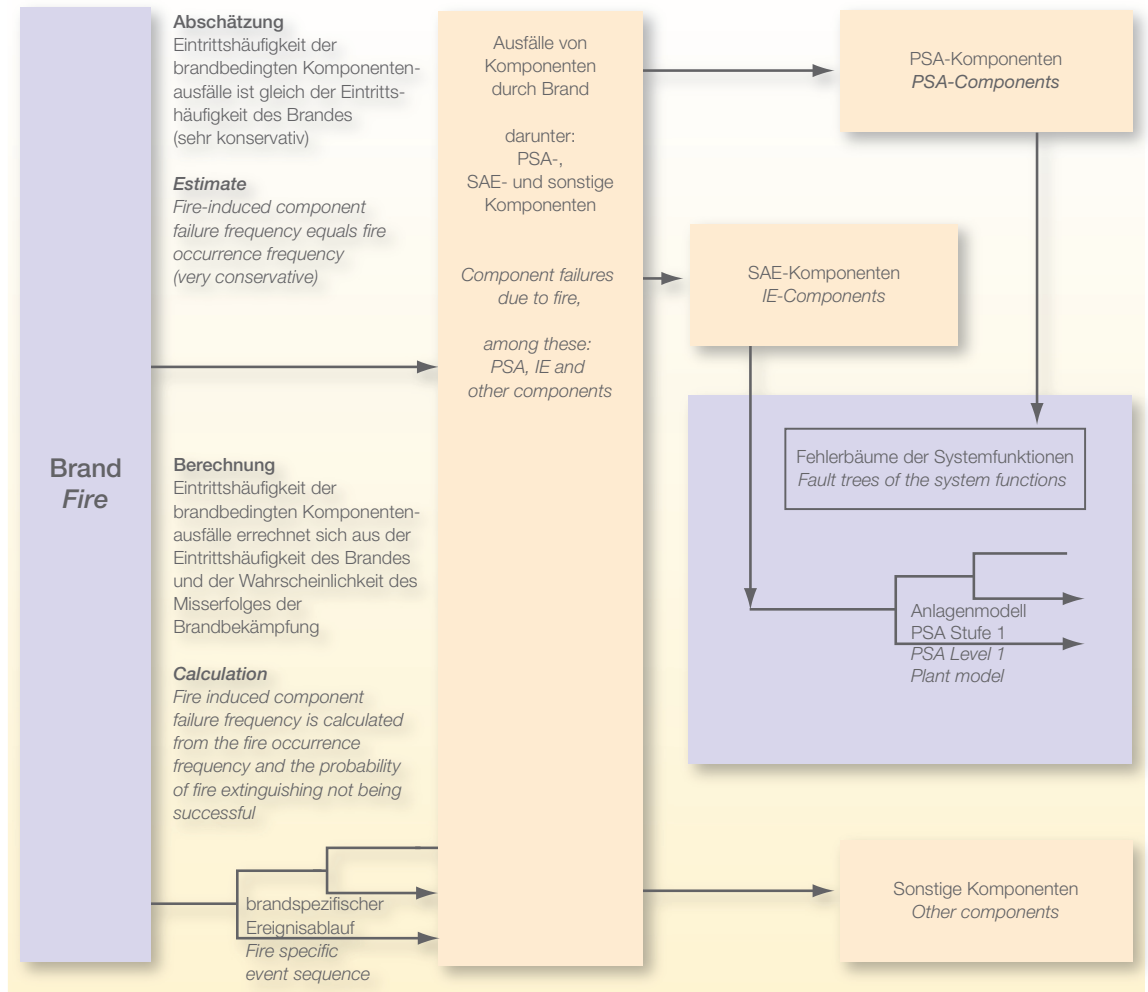 Brand
Fire
Abschätzung
Eintrittshäufigkeit der
brandbedingten Komponenten-
ausfälle ist gleich der Eintritts-
häufigkeit des Brandes
(sehr konservativ)
Estimate
Fire-induced component
failure frequency equals fire
occurrence frequency
(very conservative)
Berechnung
Eintrittshäufigkeit der
brandbedingten Komponenten-
ausfälle errechnet sich aus der
Eintrittshäufigkeit des Brandes
und der Wahrscheinlichkeit des
Misserfolges der
Brandbekämpfung
Calculation
Fire induced component
failure frequency is calculated
from the fire occurrence
frequency and the probability
of fire extinguishing not being
successful
brandspezifischer
Ereignisablauf
Fire specific
event sequence
Ausfälle von
Komponenten
durch Brand
darunter:
PSA-,
SAE- und sonstige
Komponenten
Component failures
due to fire,
among these:
PSA, IE and
other components
PSA-Komponenten
PSA-Components
SAE-Komponenten
IE-Components
Fehlerbäume der Systemfunktionen
Fault trees of the system functions
Anlagenmodell
PSA Stufe 1
PSA Level 1
Plant model
Sonstige Komponenten
Other components